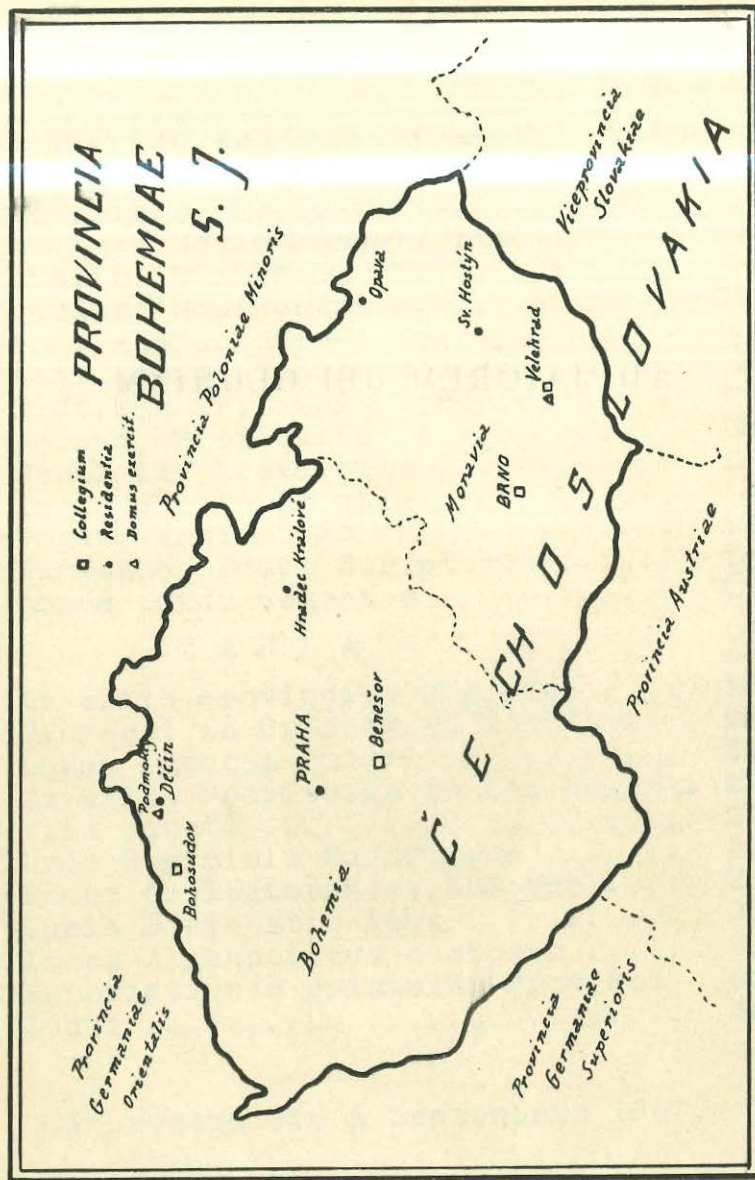 PROVINCIA
BOHEMIAE
S. J.
Collegium
Residentia
Domus exercit.
Provincia Poloniae Minoris
Provincia
Germania
Orientalis
Podmokly
Děčín
Bohosudov
Hradec Králové
PRAHA
Benešov
Bohemia
Opava
Sv. Hostýn
Velehrad
Moravia
BRNO
ČECHOSLOVAKIA
Viceprovincia
Slovakiae
Provincia Austriae
Provincia
Germaniae
Superioris